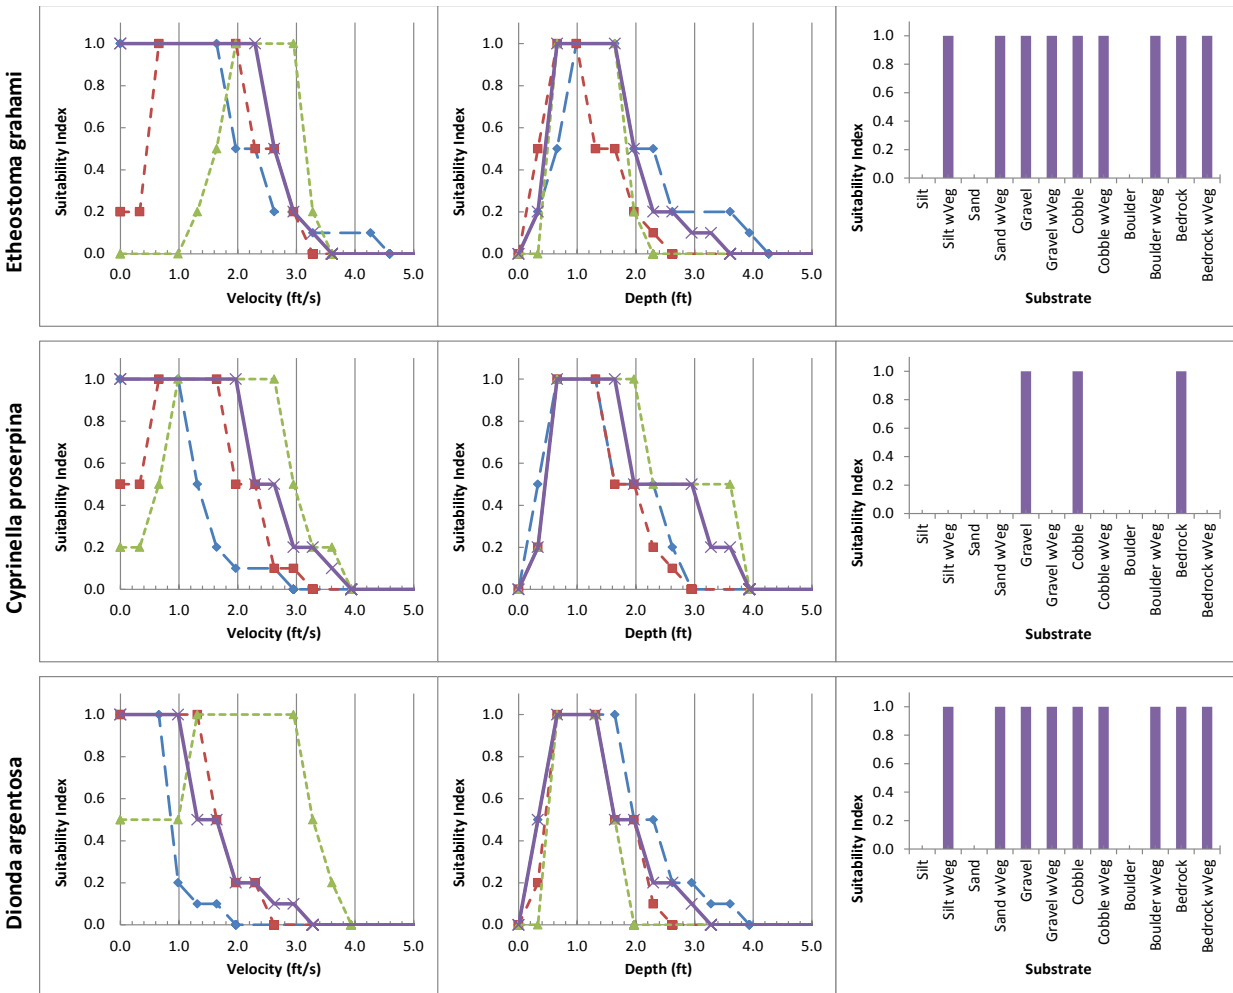 Etheostoma grahami
Suitability Index
1.0
0.8
0.6
0.4
0.2
0.0
0.0 1.0 2.0 3.0 4.0 5.0
Velocity (ft/s)
Suitability Index
1.0
0.8
0.6
0.4
0.2
0.0
0.0 1.0 2.0 3.0 4.0 5.0
Depth (ft)
Suitability Index
1.0
0.8
0.6
0.4
0.2
0.0
Silt
Silt wVeg
Sand
Sand wVeg
Gravel
Gravel wVeg
Cobble
Cobble wVeg
Boulder
Boulder wVeg
Bedrock
Bedrock wVeg
Substrate
Cyprinella proserpina
Suitability Index
1.0
0.8
0.6
0.4
0.2
0.0
0.0 1.0 2.0 3.0 4.0 5.0
Velocity (ft/s)
Suitability Index
1.0
0.8
0.6
0.4
0.2
0.0
0.0 1.0 2.0 3.0 4.0 5.0
Depth (ft)
Suitability Index
1.0
0.8
0.6
0.4
0.2
0.0
Silt
Silt wVeg
Sand
Sand wVeg
Gravel
Gravel wVeg
Cobble
Cobble wVeg
Boulder
Boulder wVeg
Bedrock
Bedrock wVeg
Substrate
Dionda argentosa
Suitability Index
1.0
0.8
0.6
0.4
0.2
0.0
0.0 1.0 2.0 3.0 4.0 5.0
Velocity (ft/s)
Suitability Index
1.0
0.8
0.6
0.4
0.2
0.0
0.0 1.0 2.0 3.0 4.0 5.0
Depth (ft)
Suitability Index
1.0
0.8
0.6
0.4
0.2
0.0
Silt
Silt wVeg
Sand
Sand wVeg
Gravel
Gravel wVeg
Cobble
Cobble wVeg
Boulder
Boulder wVeg
Bedrock
Bedrock wVeg
Substrate